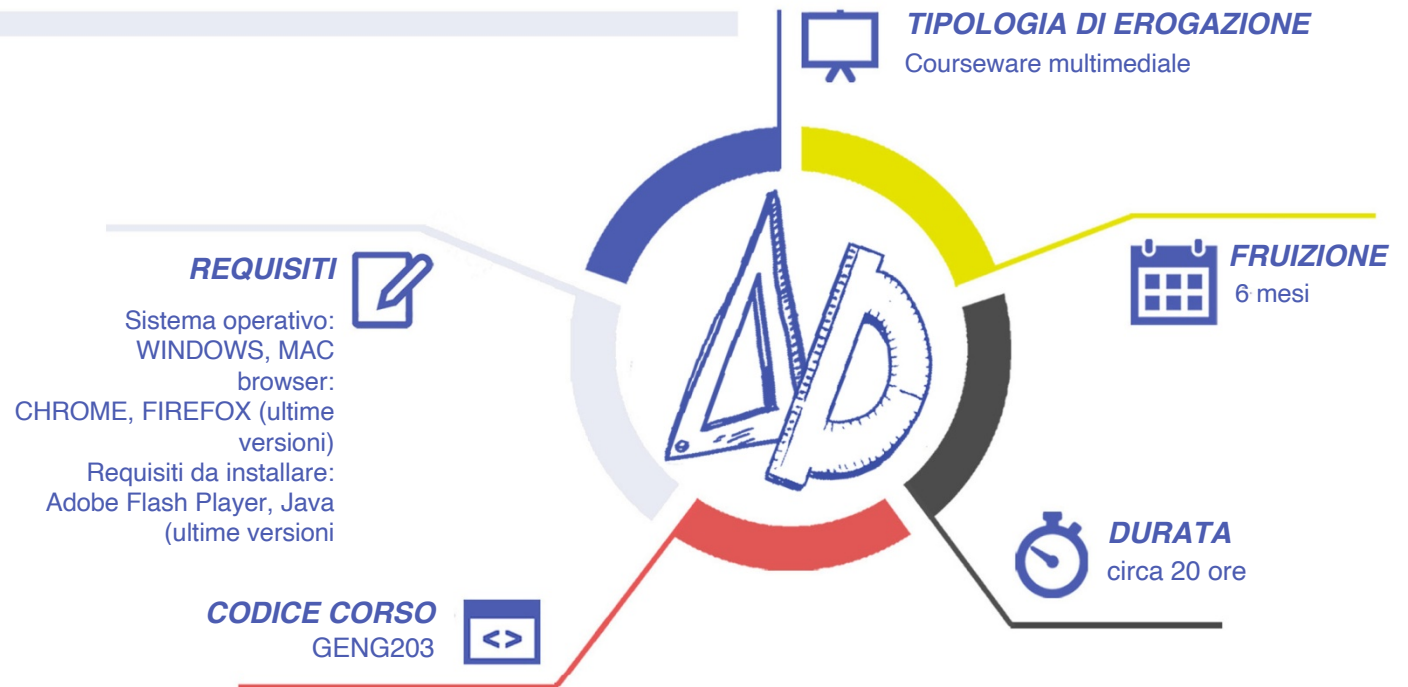 TIPOLOGIA DI EROGAZIONE
Courseware multimediale
REQUISITI
Sistema operativo:
WINDOWS, MAC
browser:
CHROME, FIREFOX (ultime
versioni)
Requisiti da installare:
Adobe Flash Player, Java
(ultime versioni
FRUIZIONE
6 mesi
DURATA
circa 20 ore
CODICE CORSO
GENG203
<>